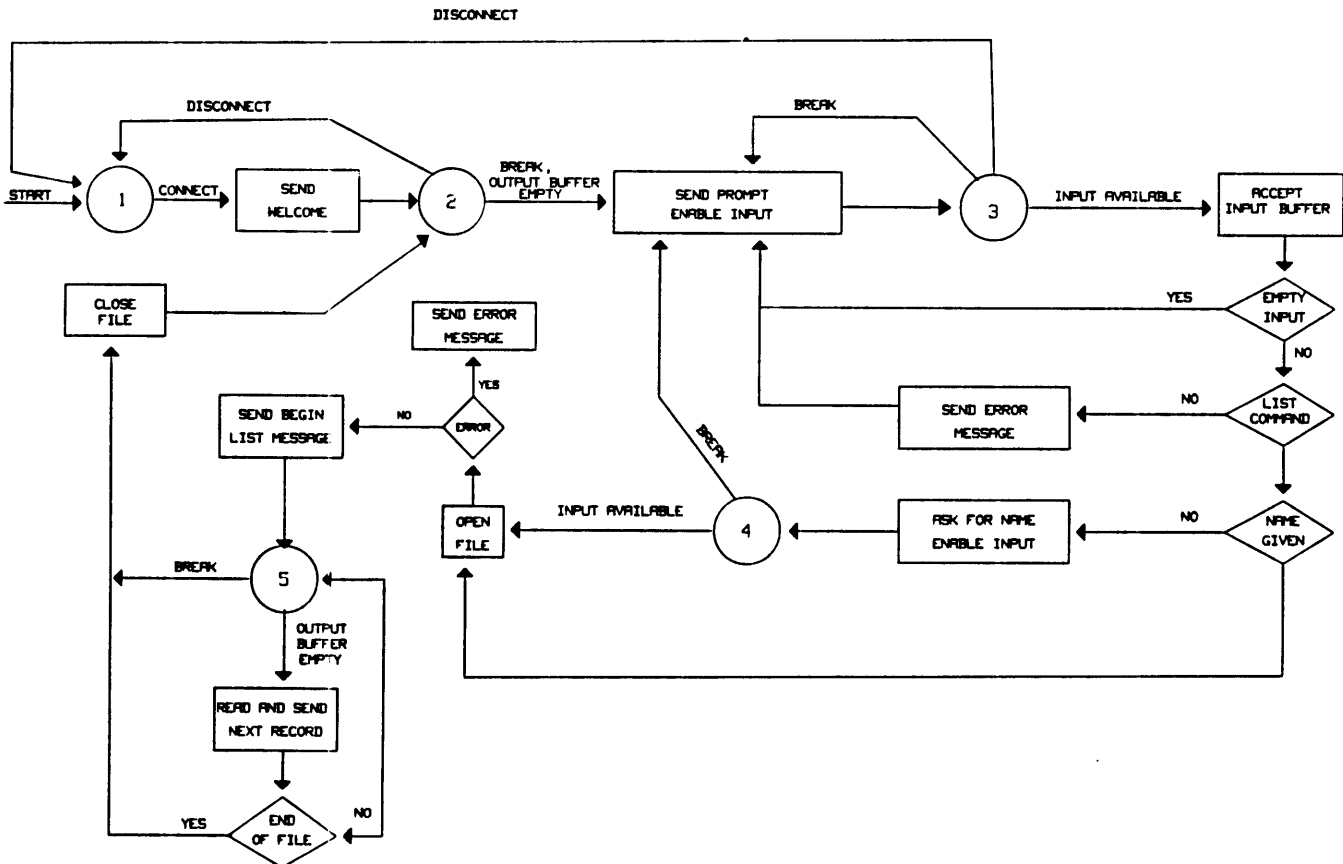 DISCONNECT
DISCONNECT
BREAK
BREAK,
OUTPUT BUFFER
EMPTY
START
1
CONNECT
SEND
WELCOME
2
SEND PROMPT
ENABLE INPUT
3
INPUT AVAILABLE
ACCEPT
INPUT BUFFER
CLOSE
FILE
SEND ERROR
MESSAGE
YES
EMPTY
INPUT
NO
YES
SEND BEGIN
LIST MESSAGE
NO
ERROR
SEND ERROR
MESSAGE
NO
LIST
COMMAND
BREAK
OPEN
FILE
INPUT AVAILABLE
4
ASK FOR NAME
ENABLE INPUT
NO
NAME
GIVEN
BREAK
5
OUTPUT
BUFFER
EMPTY
READ AND SEND
NEXT RECORD
YES
END
OF FILE
NO